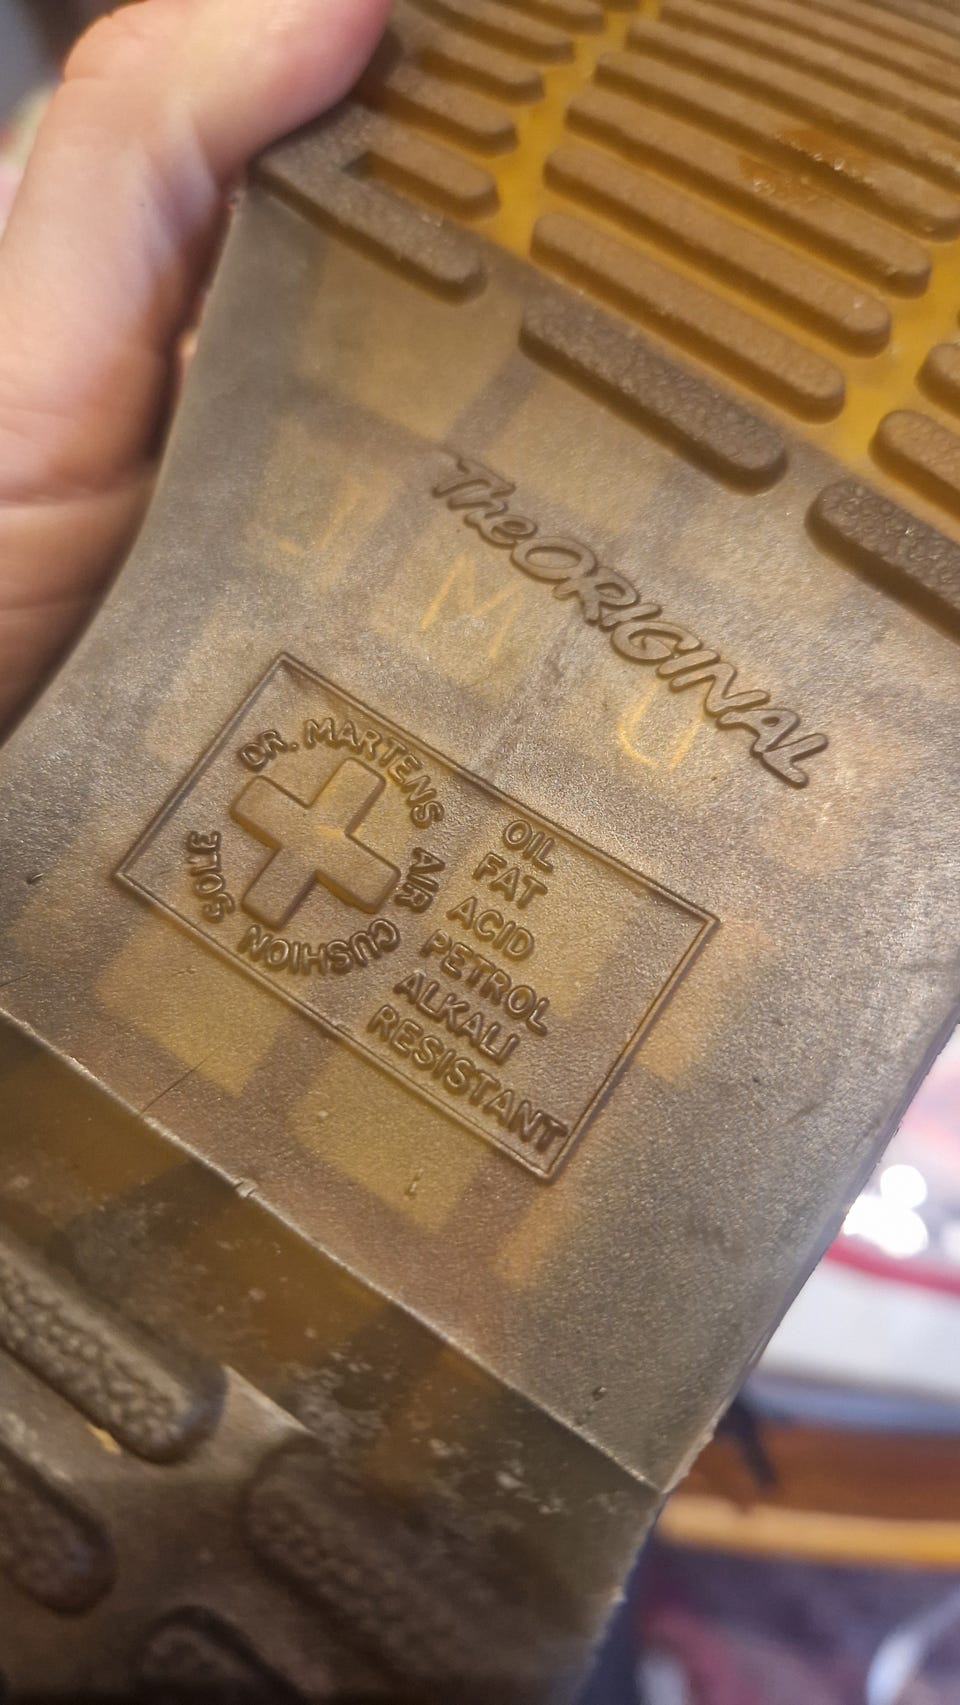 The ORIGINAL
DR. MARTENS AIR CUSHION SOLE
OIL
FAT
ACID
PETROL
ALKALI
RESISTANT